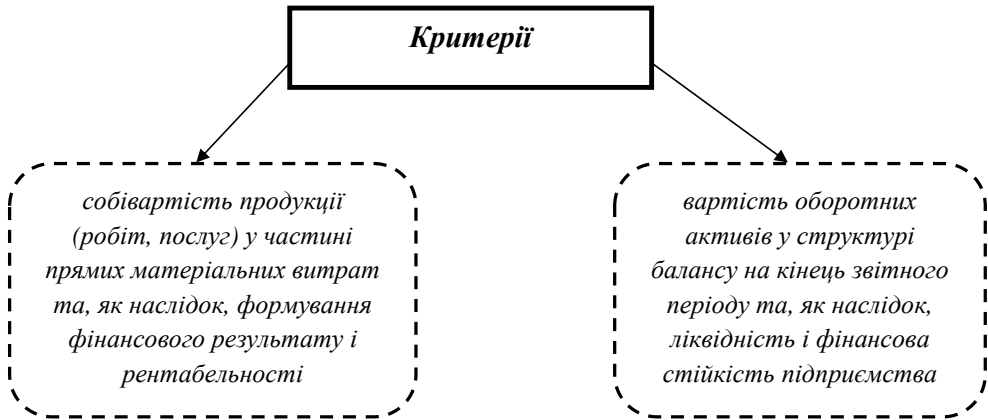 Критерії
собівартість продукції
(робіт, послуг) у частині
прямих матеріальних витрат
та, як наслідок, формування
фінансового результату і
рентабельності
вартість оборотних
активів у структурі
балансу на кінець звітного
періоду та, як наслідок,
ліквідність і фінансова
стійкість підприємства